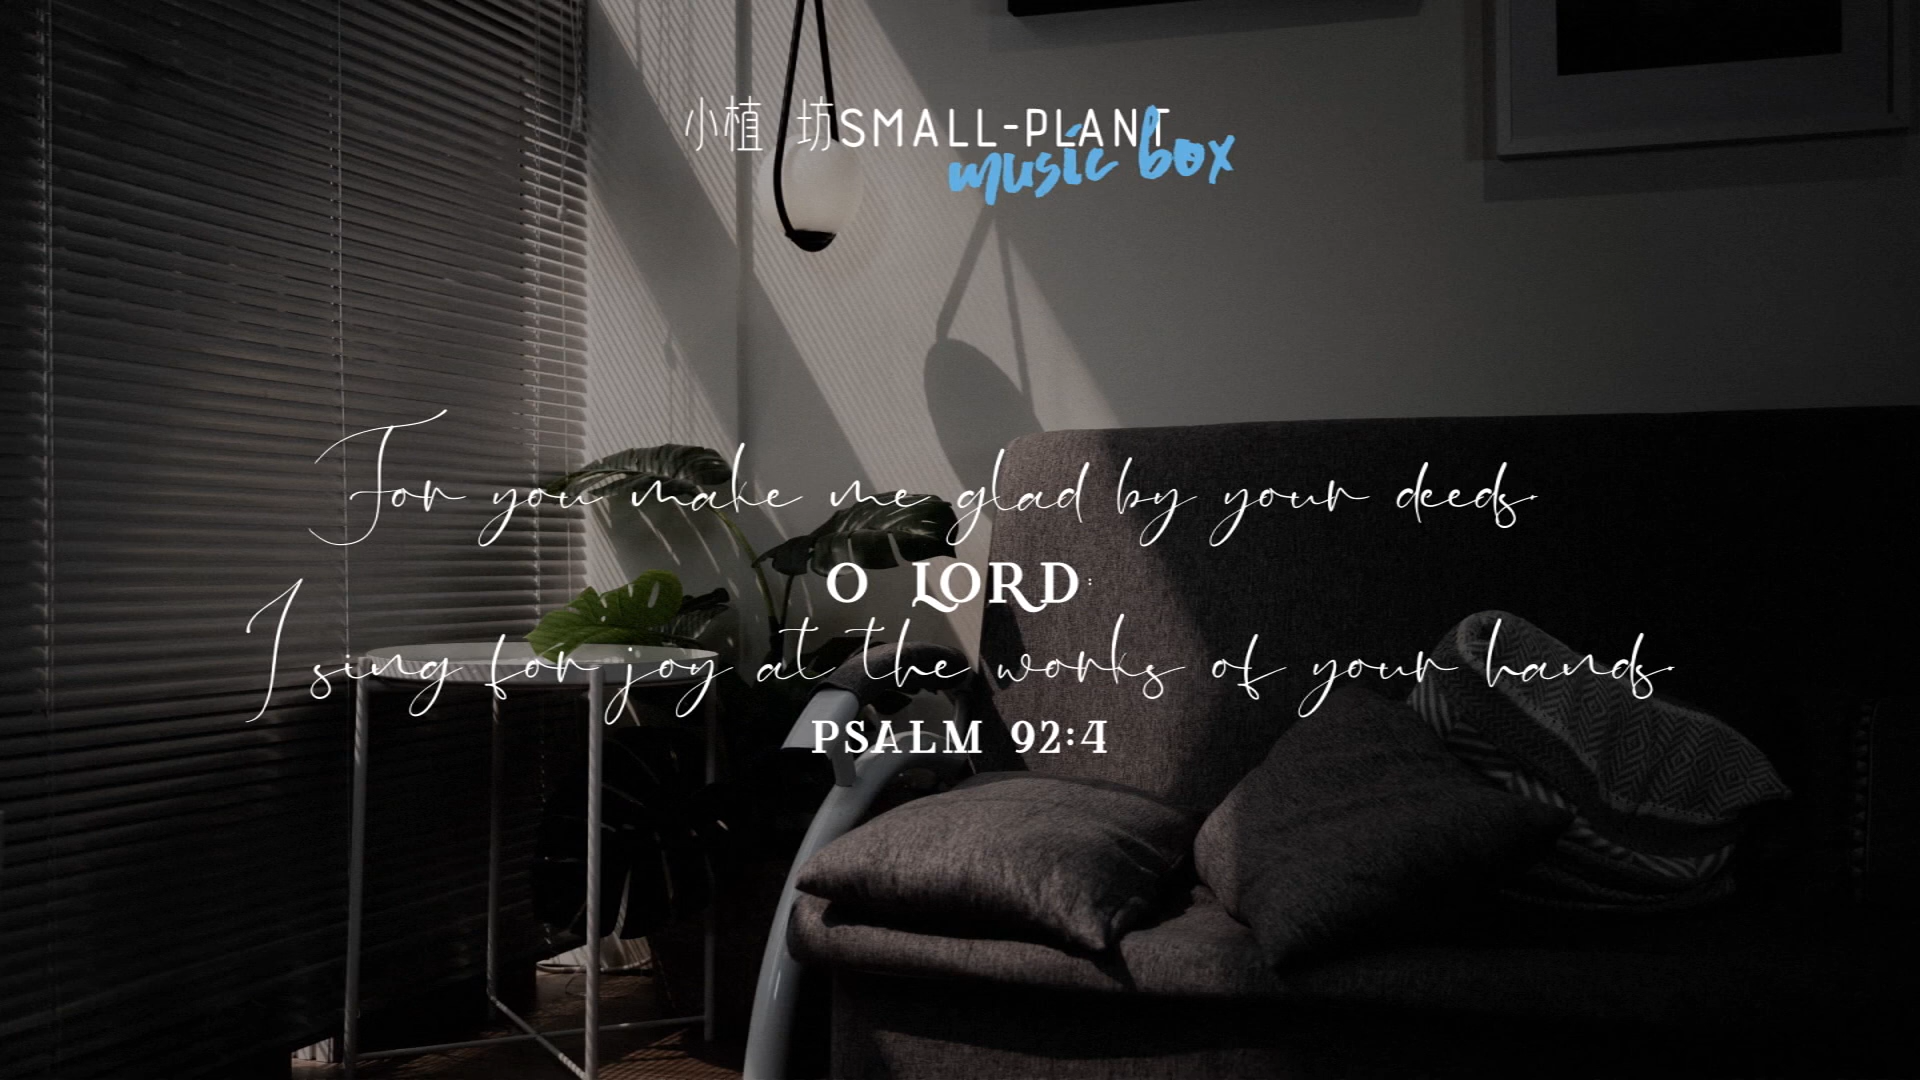 小植 坊SMALL-PLANT
music box
For you make me glad by your deeds.
O LORD:
I sing for joy at the works of your hands.
PSALM 92:4